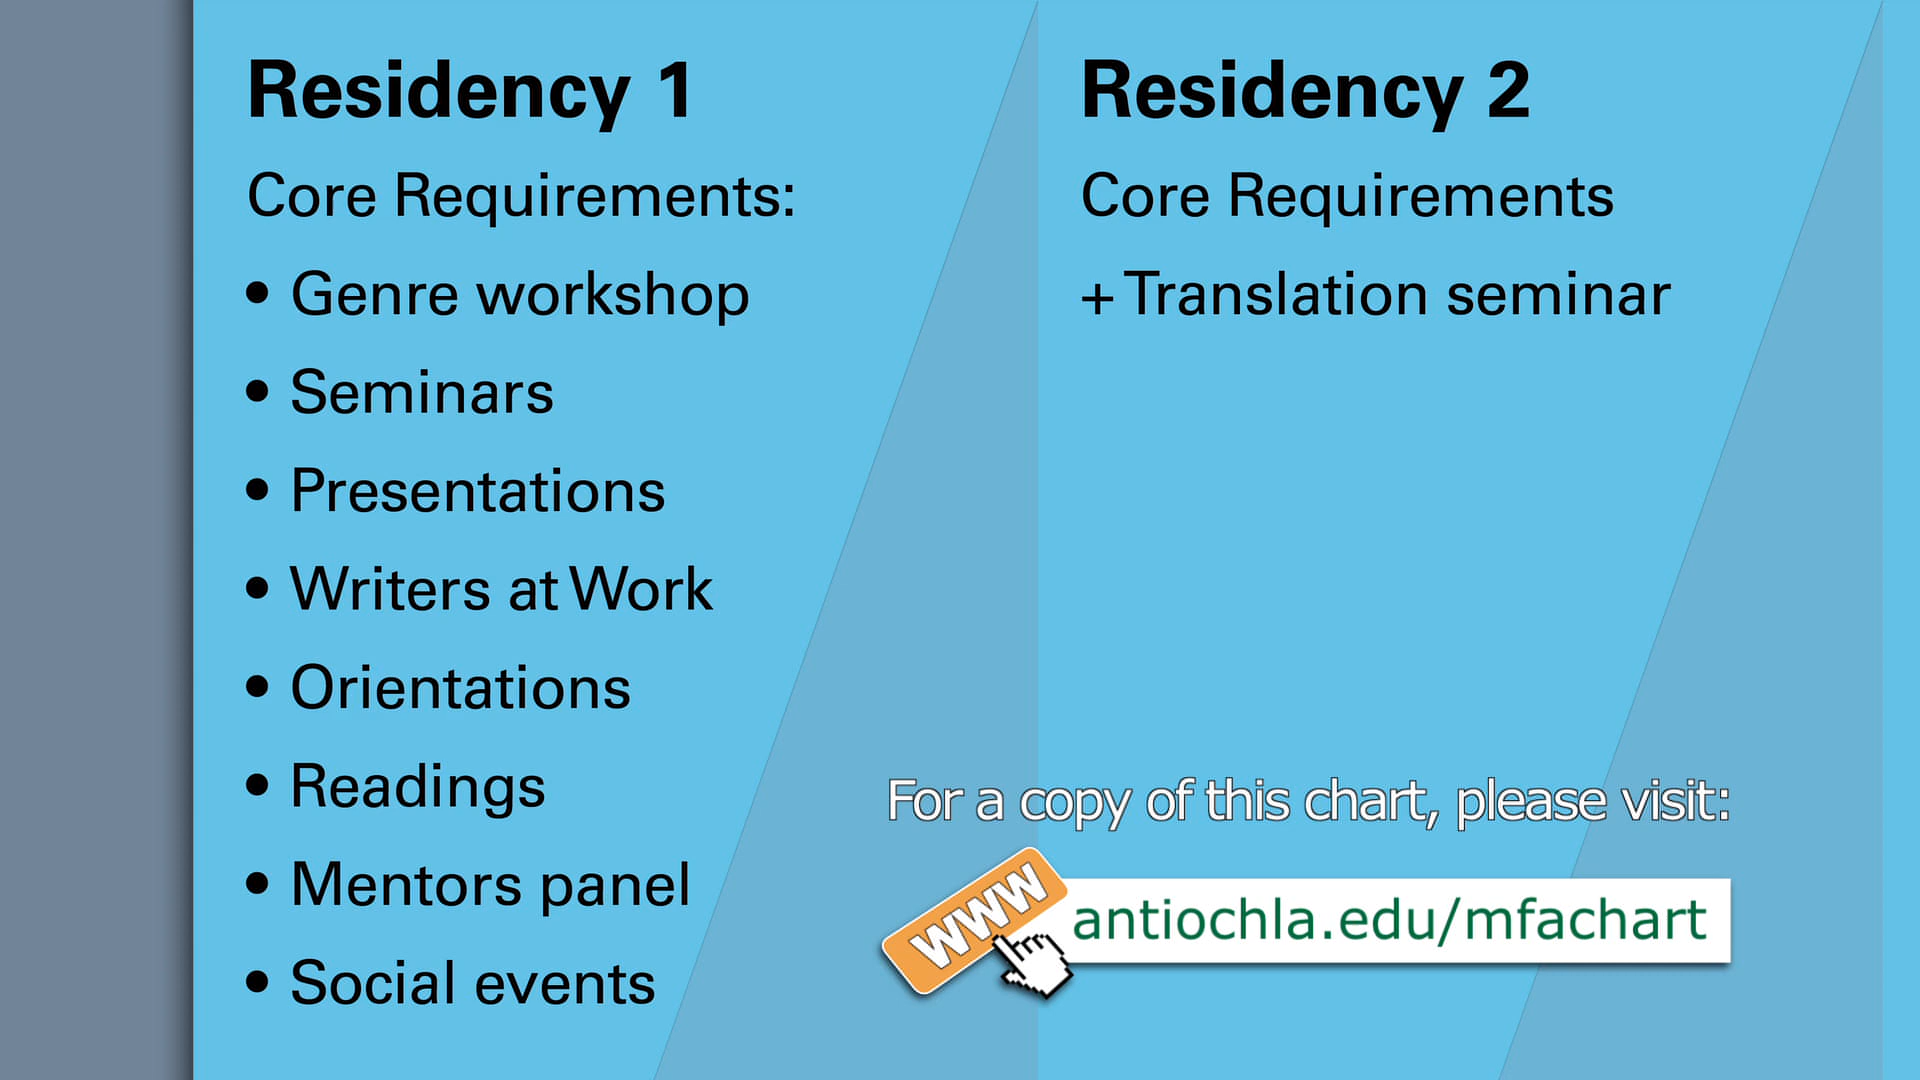 Residency 1
Core Requirements:
• Genre workshop
• Seminars
• Presentations
• Writers at Work
• Orientations
• Readings
• Mentors panel
• Social events
Residency 2
Core Requirements
+ Translation seminar
For a copy of this chart, please visit:
WWW
antiochla.edu/mfachart